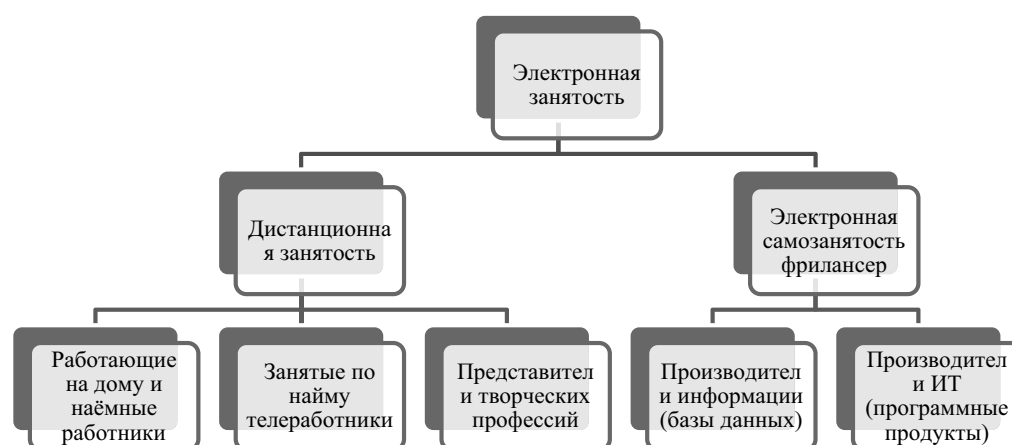 Электронная
занятость
Дистанционна
я занятость
Электронная
самозанятость
фрилансер
Работающие
на дому и
наёмные
работники
Занятые по
найму
телеработники
Представител
и творческих
профессий
Производител
и информации
(базы данных)
Производител
и ИТ
(программные
продукты)